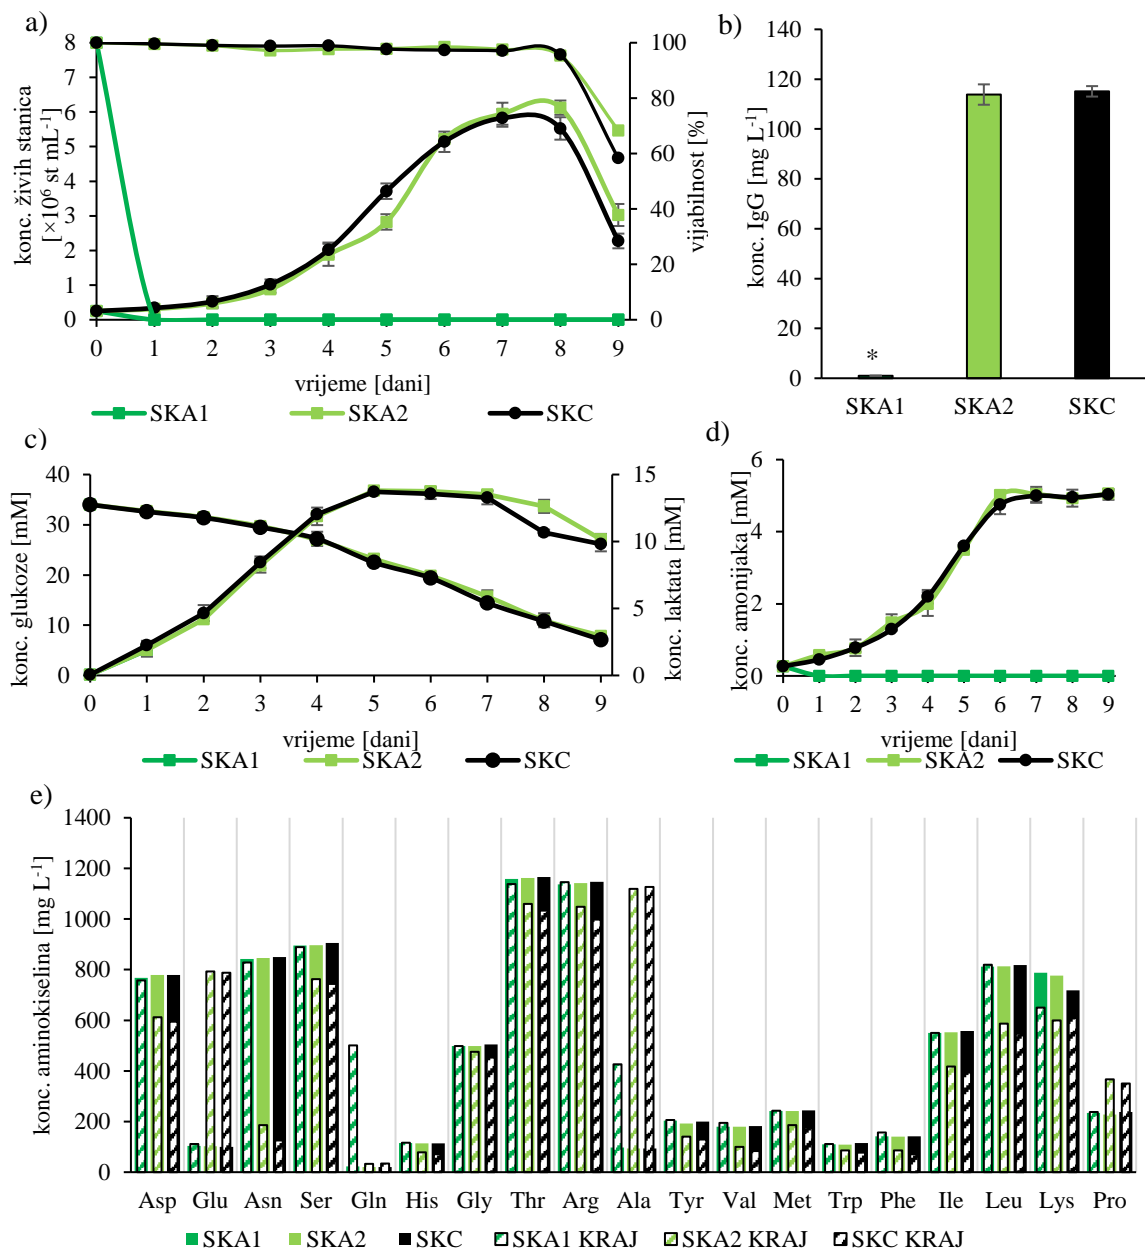 a)
konc. živih stanica
[×10⁶ st mL⁻¹]
8
7
6
5
4
3
2
1
0
100
80
60
40
20
0
vijabilnost [%]
0 1 2 3 4 5 6 7 8 9
vrijeme [dani]
SKA1 SKA2 SKC
b)
konc. IgG [mg L⁻¹]
140
120
100
80
60
40
20
0
*
SKA1 SKA2 SKC
c)
konc. glukoze [mM]
40
30
20
10
0
15
10
5
0
konc. laktata [mM]
0 1 2 3 4 5 6 7 8 9
vrijeme [dani]
SKA1 SKA2 SKC
d)
konc. amonijaka [mM]
6
4
2
0
0 1 2 3 4 5 6 7 8 9
vrijeme [dani]
SKA1 SKA2 SKC
e)
konc. aminokiselina [mg L⁻¹]
1400
1200
1000
800
600
400
200
0
Asp Glu Asn Ser Gln His Gly Thr Arg Ala Tyr Val Met Trp Phe Ile Leu Lys Pro
SKA1 SKA2 SKC SKA1 KRAJ SKA2 KRAJ SKC KRAJ